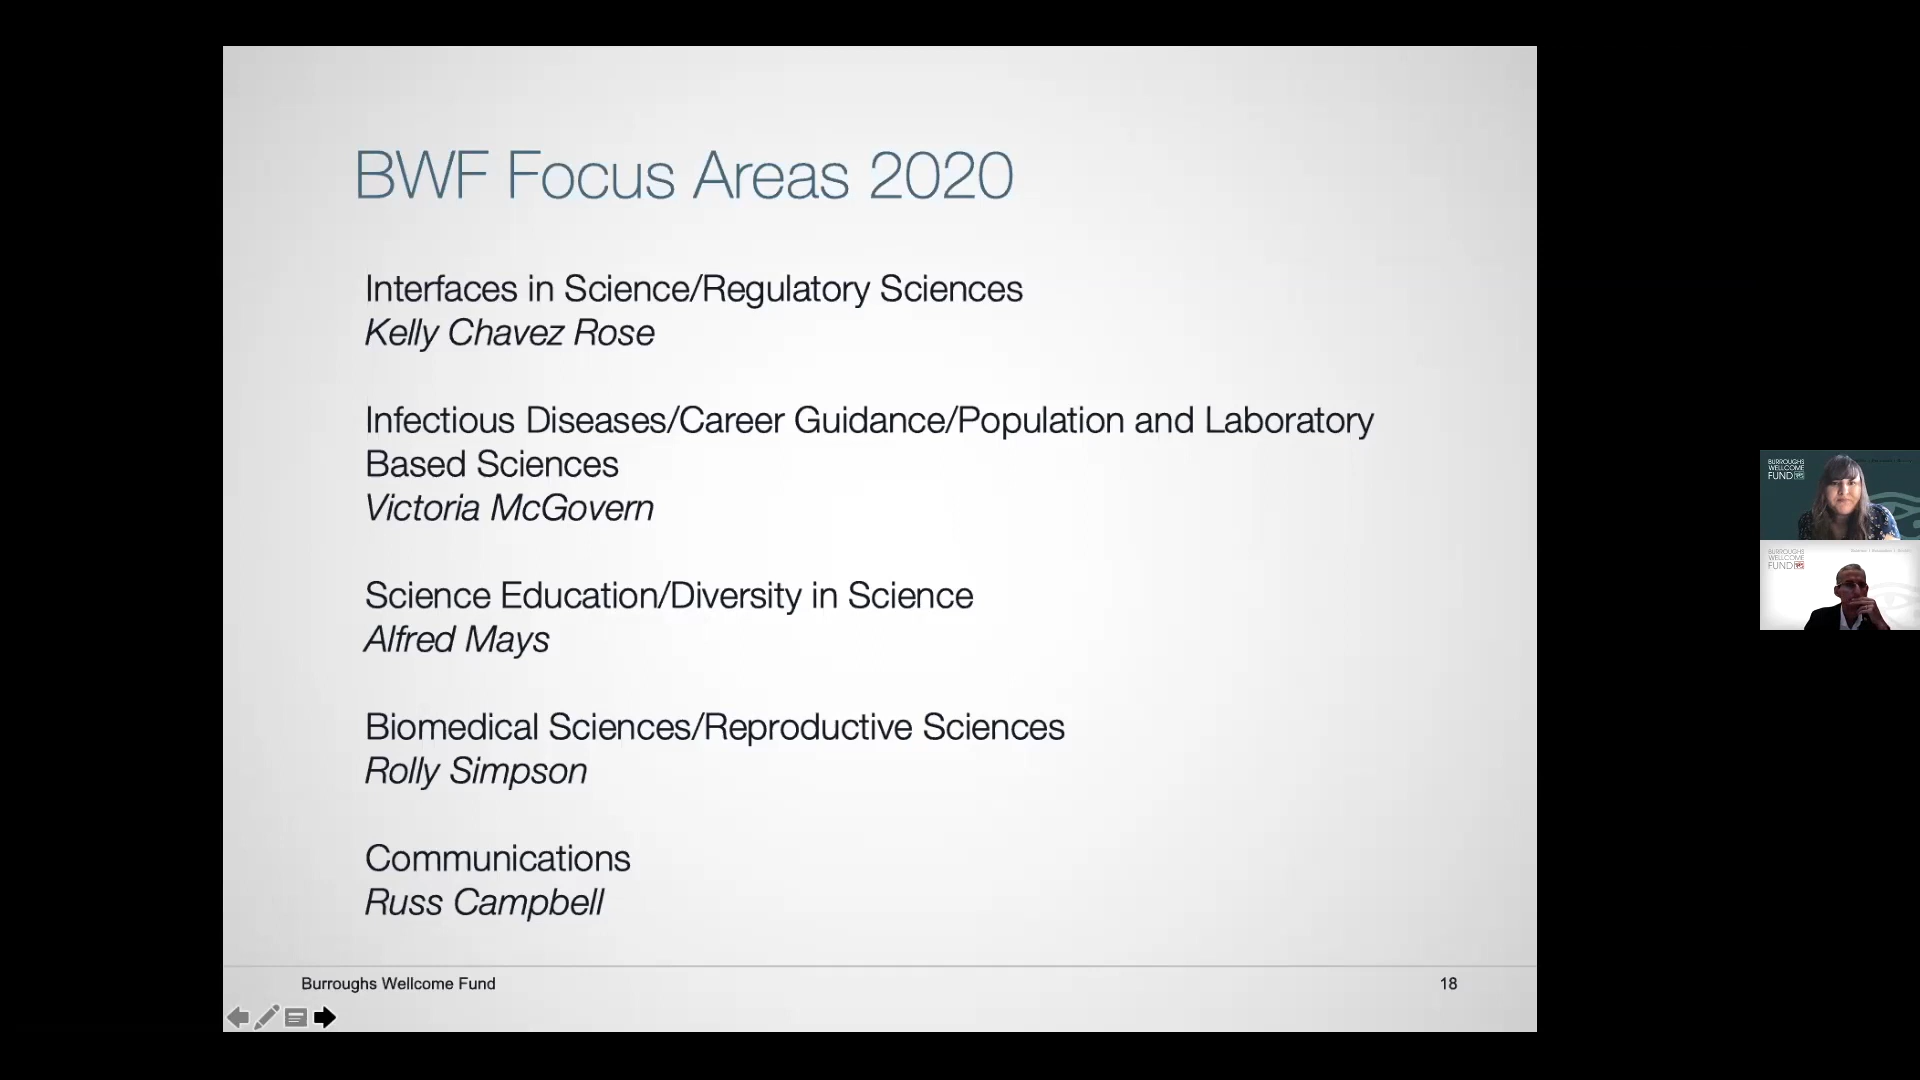 BWF Focus Areas 2020
Interfaces in Science/Regulatory Sciences
Kelly Chavez Rose
Infectious Diseases/Career Guidance/Population and Laboratory
Based Sciences
Victoria McGovern
Science Education/Diversity in Science
Alfred Mays
Biomedical Sciences/Reproductive Sciences
Rolly Simpson
Communications
Russ Campbell
Burroughs Wellcome Fund
18
BURROUGHS
WELLCOME
FUND
BURROUGHS
WELLCOME
FUND